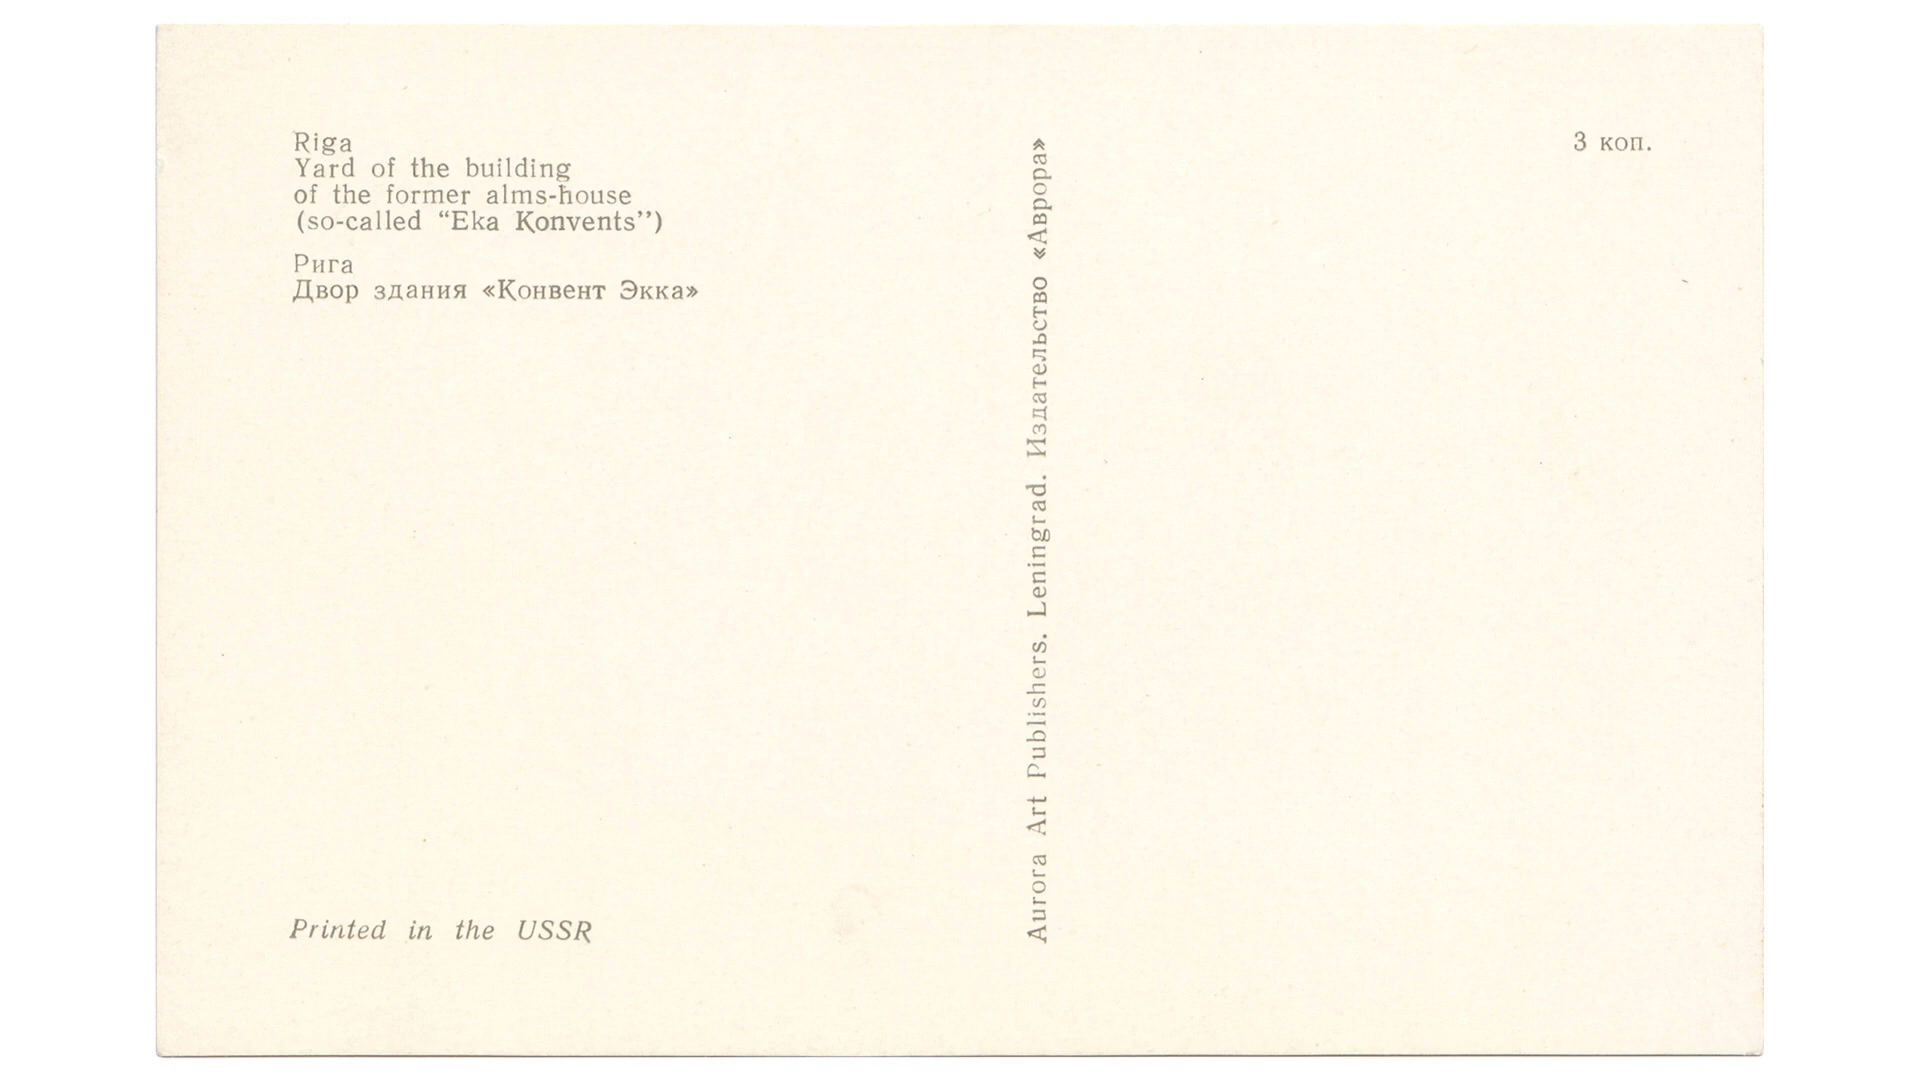 Riga
Yard of the building
of the former alms-house
(so-called “Eka Konvents”)
Рига
Двор здания «Конвент Экка»
Printed in the USSR
Aurora Art Publishers. Leningrad. Издательство «Аврора»
3 коп.